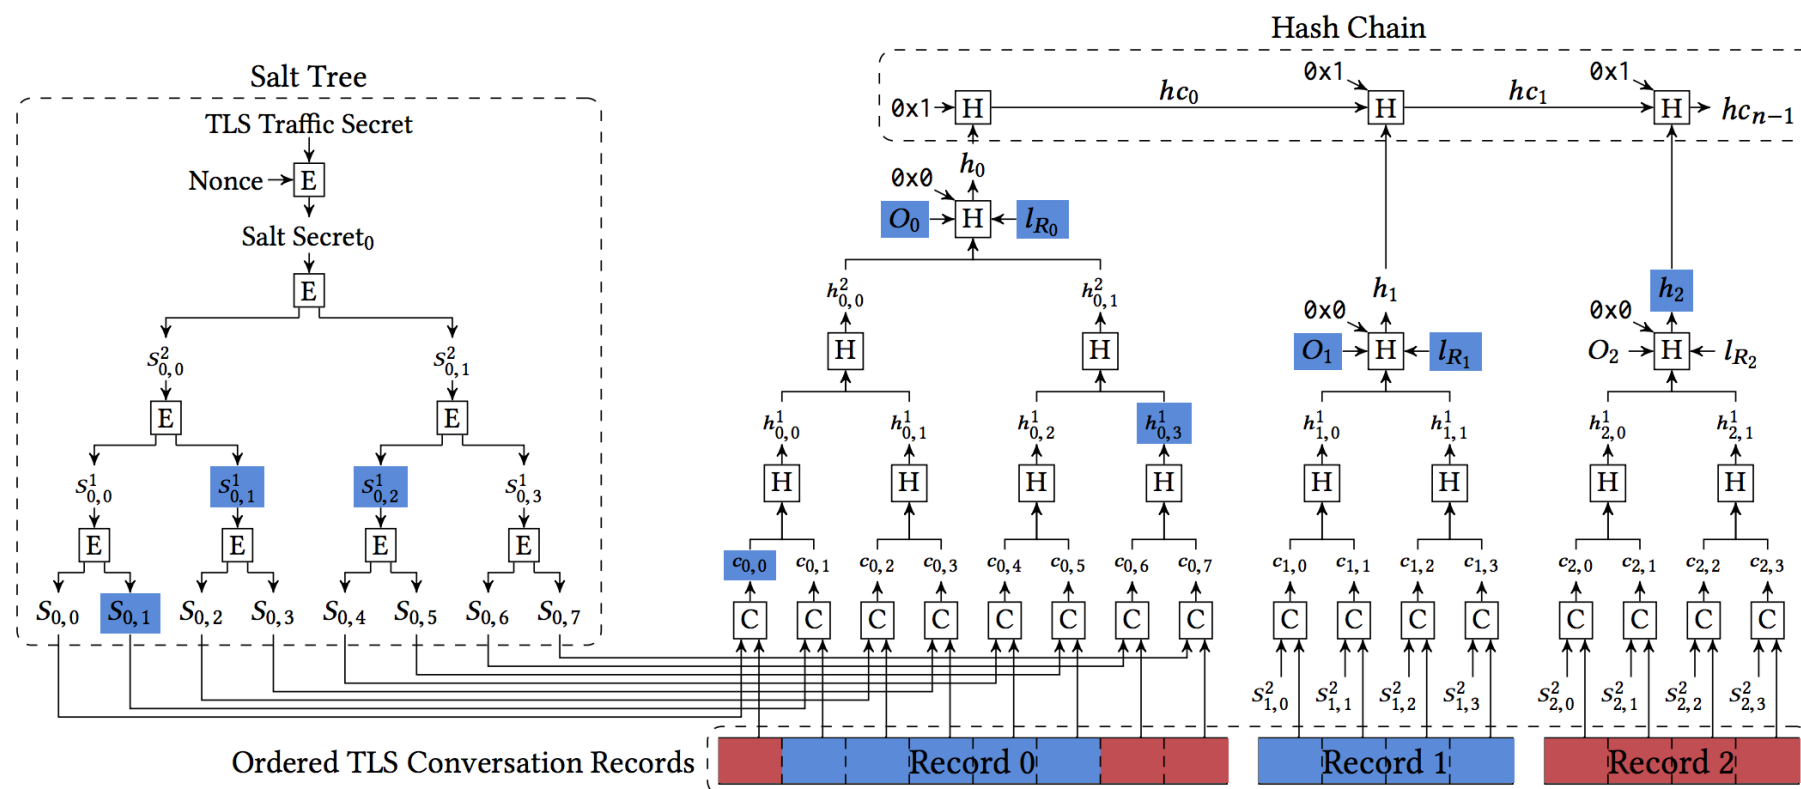 Hash Chain
Salt Tree
0x1 0x1
TLS Traffic Secret
0x1 H hc₀ H hc₁ H hcₙ₋₁
Nonce E
h₀
0x0
Salt Secret₀
O₀ H l_R₀
E
h²₀,₀ h²₀,₁ h₁ h₂
0x0 0x0
S²₀,₀ S²₀,₁
H H O₁ H l_R₁ O₂ H l_R₂
E E
h¹₀,₀ h¹₀,₁ h¹₀,₂ h¹₀,₃ h¹₁,₀ h¹₁,₁ h¹₂,₀ h¹₂,₁
S¹₀,₀ S¹₀,₁ S¹₀,₂ S¹₀,₃ H H H H H H H H
E E E E
c₀,₀ c₀,₁ c₀,₂ c₀,₃ c₀,₄ c₀,₅ c₀,₆ c₀,₇ c₁,₀ c₁,₁ c₁,₂ c₁,₃ c₂,₀ c₂,₁ c₂,₂ c₂,₃
S₀,₀ S₀,₁ S₀,₂ S₀,₃ S₀,₄ S₀,₅ S₀,₆ S₀,₇ C C C C C C C C C C C C C C C C
S²₁,₀ S²₁,₁ S²₁,₂ S²₁,₃ S²₂,₀ S²₂,₁ S²₂,₂ S²₂,₃
Ordered TLS Conversation Records Record 0 Record 1 Record 2